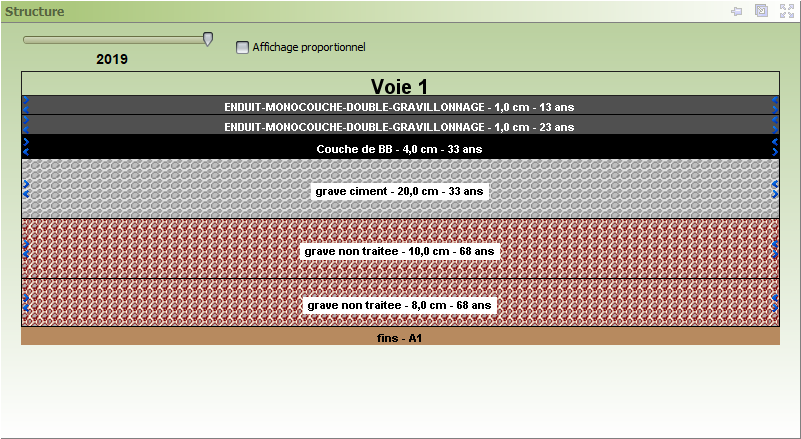 Structure
2019
Affichage proportionnel
Voie 1
ENDUIT-MONOCOUCHE-DOUBLE-GRAVILLONNAGE - 1,0 cm - 13 ans
ENDUIT-MONOCOUCHE-DOUBLE-GRAVILLONNAGE - 1,0 cm - 23 ans
Couche de BB - 4,0 cm - 33 ans
grave ciment - 20,0 cm - 33 ans
grave non traitee - 10,0 cm - 68 ans
grave non traitee - 8,0 cm - 68 ans
fins - A1